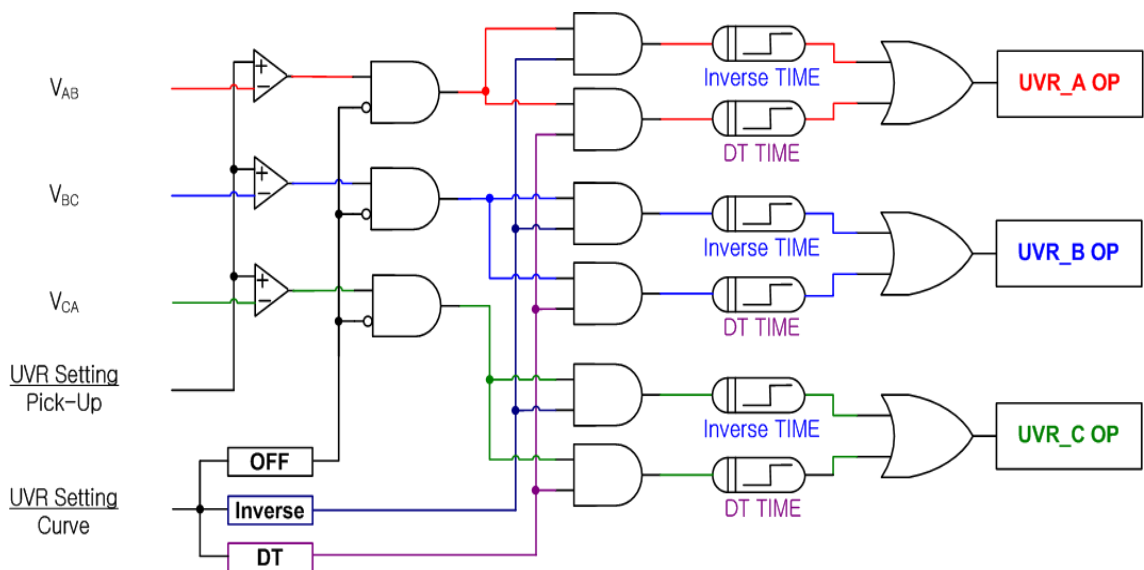 V_AB
V_BC
V_CA
UVR Setting
Pick-Up
UVR Setting
Curve
OFF
Inverse
DT
+
−
+
−
+
−
Inverse TIME
DT TIME
Inverse TIME
DT TIME
Inverse TIME
DT TIME
UVR_A OP
UVR_B OP
UVR_C OP